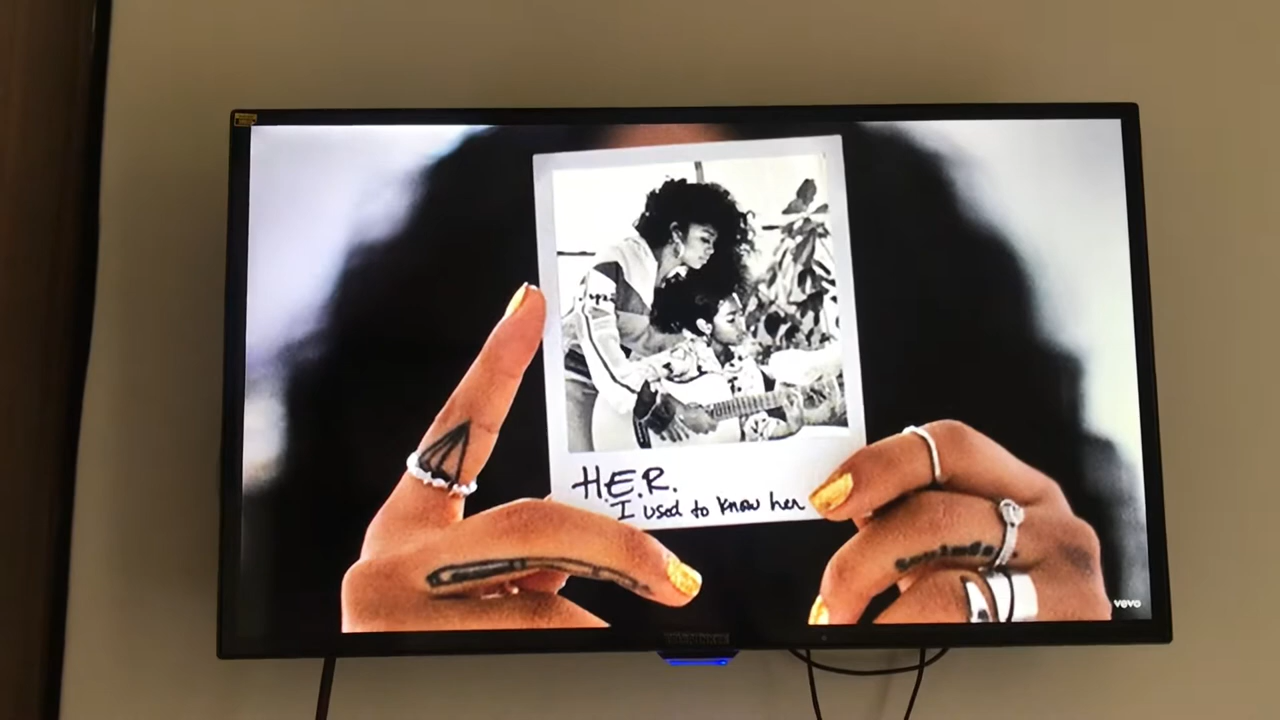 H.E.R.
I used to know her
vevo